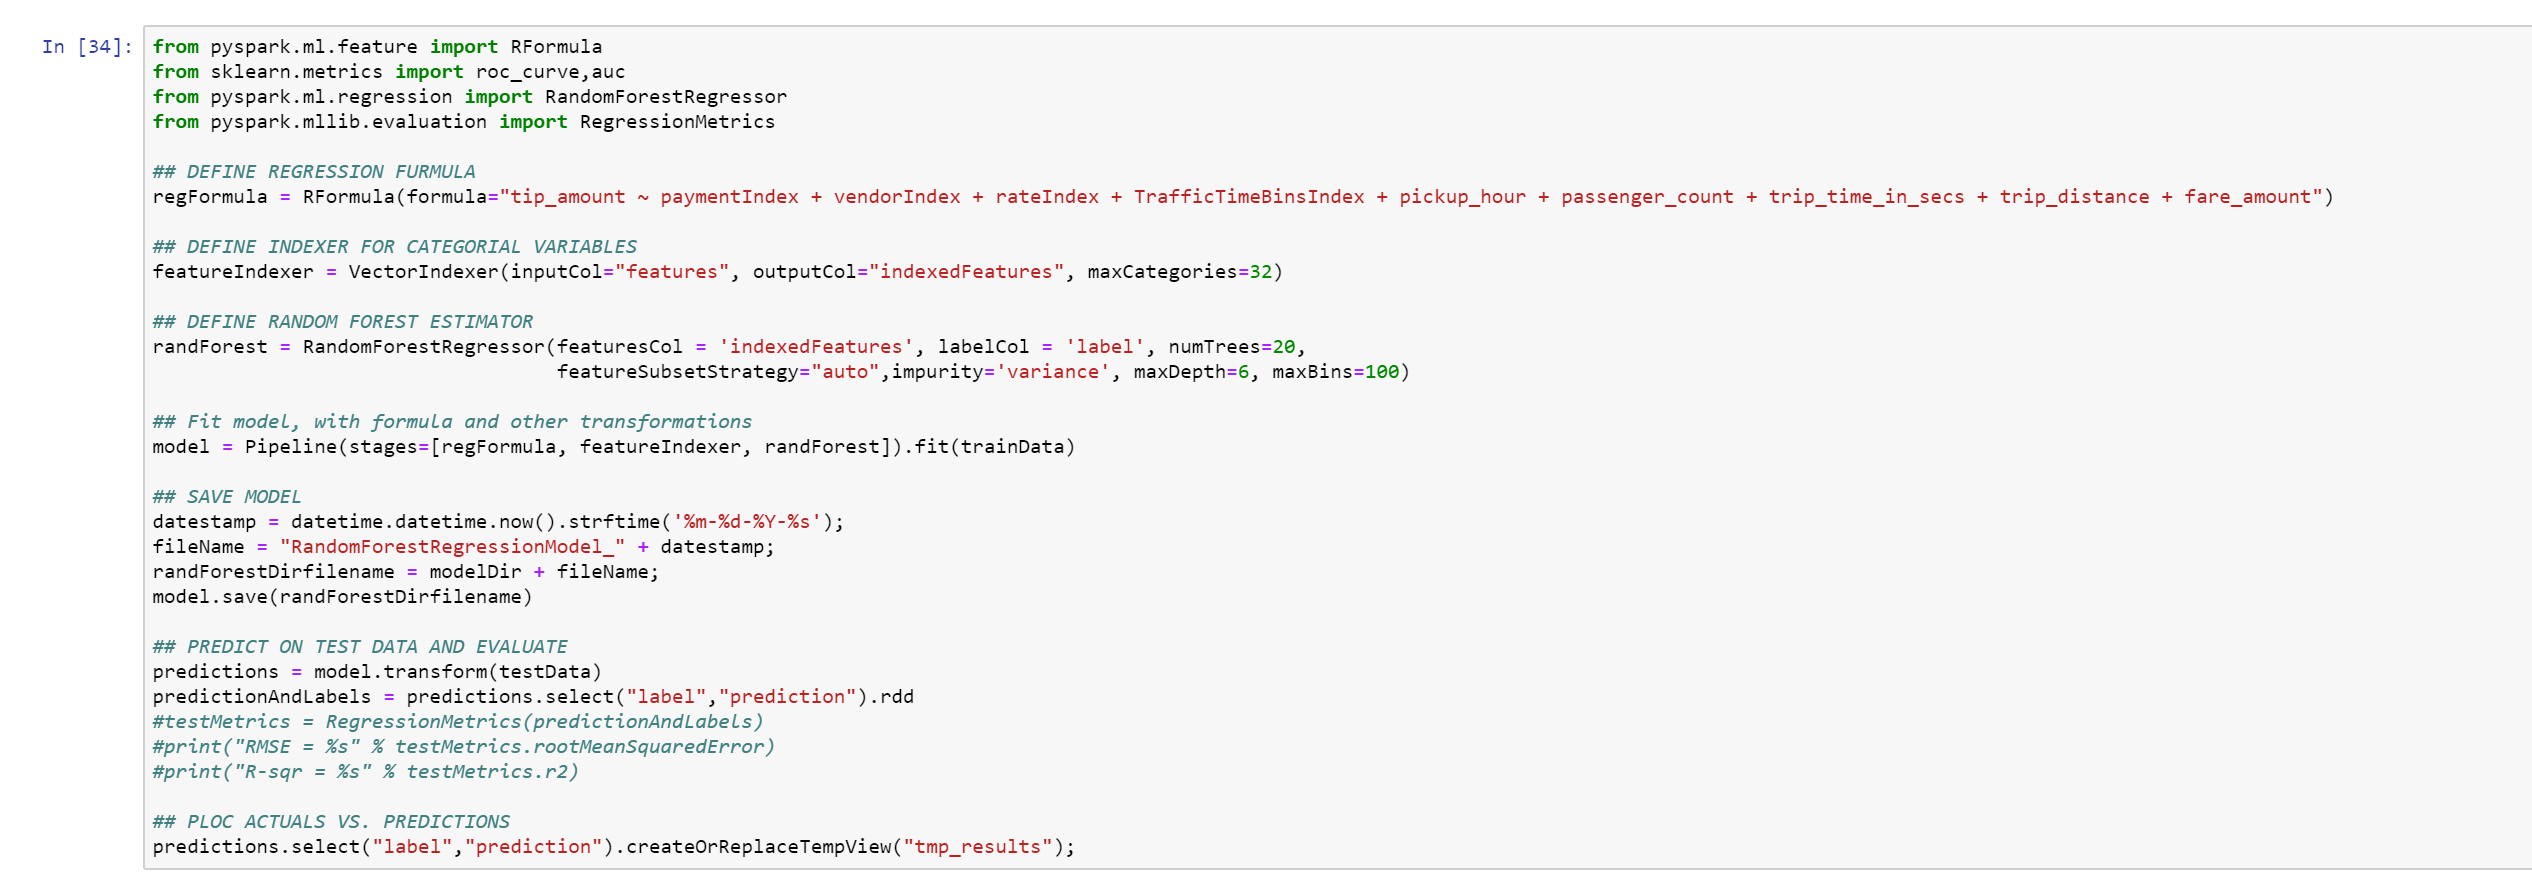 In [34]: from pyspark.ml.feature import RFormula
from sklearn.metrics import roc_curve,auc
from pyspark.ml.regression import RandomForestRegressor
from pyspark.mllib.evaluation import RegressionMetrics
## DEFINE REGRESSION FURMULA
regFormula = RFormula(formula="tip_amount ~ paymentIndex + vendorIndex + rateIndex + TrafficTimeBinsIndex + pickup_hour + passenger_count + trip_time_in_secs + trip_distance + fare_amount")
## DEFINE INDEXER FOR CATEGORIAL VARIABLES
featureIndexer = VectorIndexer(inputCol="features", outputCol="indexedFeatures", maxCategories=32)
## DEFINE RANDOM FOREST ESTIMATOR
randForest = RandomForestRegressor(featuresCol = 'indexedFeatures', labelCol = 'label', numTrees=20,
featureSubsetStrategy="auto",impurity='variance', maxDepth=6, maxBins=100)
## Fit model, with formula and other transformations
model = Pipeline(stages=[regFormula, featureIndexer, randForest]).fit(trainData)
## SAVE MODEL
datestamp = datetime.datetime.now().strftime('%m-%d-%Y-%s');
fileName = "RandomForestRegressionModel_" + datestamp;
randForestDirfilename = modelDir + fileName;
model.save(randForestDirfilename)
## PREDICT ON TEST DATA AND EVALUATE
predictions = model.transform(testData)
predictionAndLabels = predictions.select("label","prediction").rdd
#testMetrics = RegressionMetrics(predictionAndLabels)
#print("RMSE = %s" % testMetrics.rootMeanSquaredError)
#print("R-sqr = %s" % testMetrics.r2)
## PLOC ACTUALS VS. PREDICTIONS
predictions.select("label","prediction").createOrReplaceTempView("tmp_results");